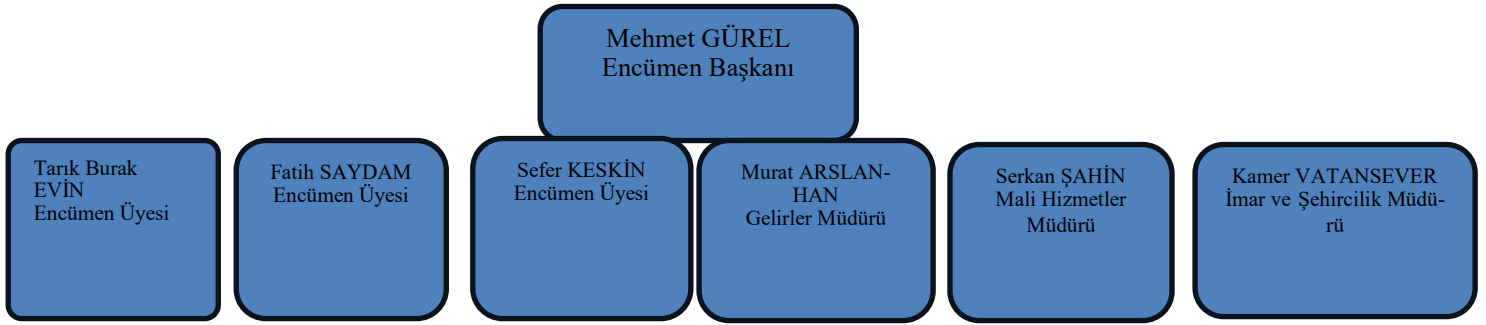 Mehmet GÜREL
Encümen Başkanı
Tarık Burak
EVİN
Encümen Üyesi
Fatih SAYDAM
Encümen Üyesi
Sefer KESKİN
Encümen Üyesi
Murat ARSLAN-
HAN
Gelirler Müdürü
Serkan ŞAHİN
Mali Hizmetler
Müdürü
Kamer VATANSEVER
İmar ve Şehircilik Müdü-
rü